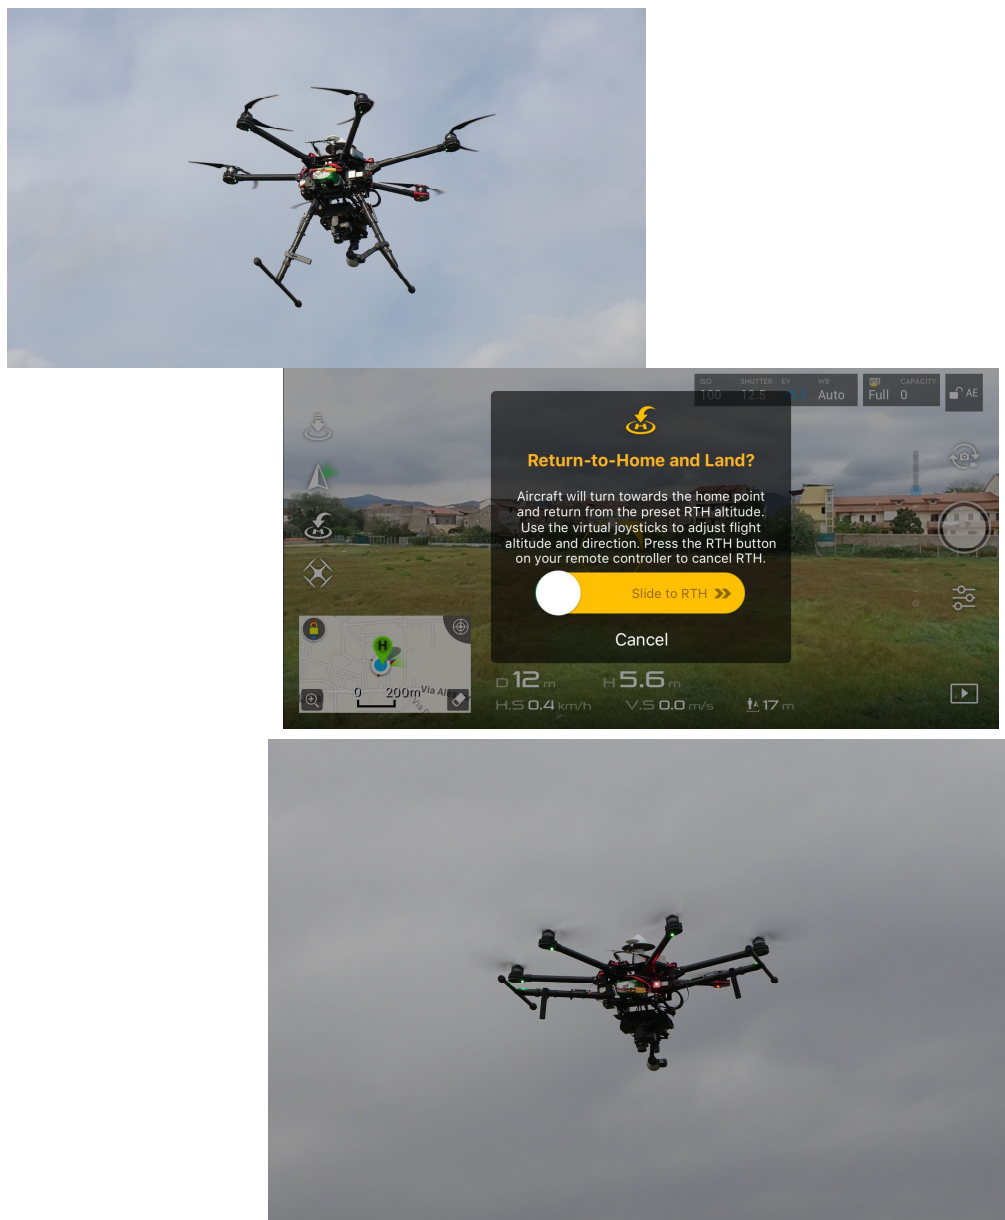 ISO SHUTTER EV WB CAPACITY
100 12.5 Auto Full 0 AE
Return-to-Home and Land?
Aircraft will turn towards the home point
and return from the preset RTH altitude.
Use the virtual joysticks to adjust flight
altitude and direction. Press the RTH button
on your remote controller to cancel RTH.
Slide to RTH
Cancel
H
0 200m Via
D 12 m H 5.6 m
H.S 0.4 km/h V.S 0.0 m/s 17 m